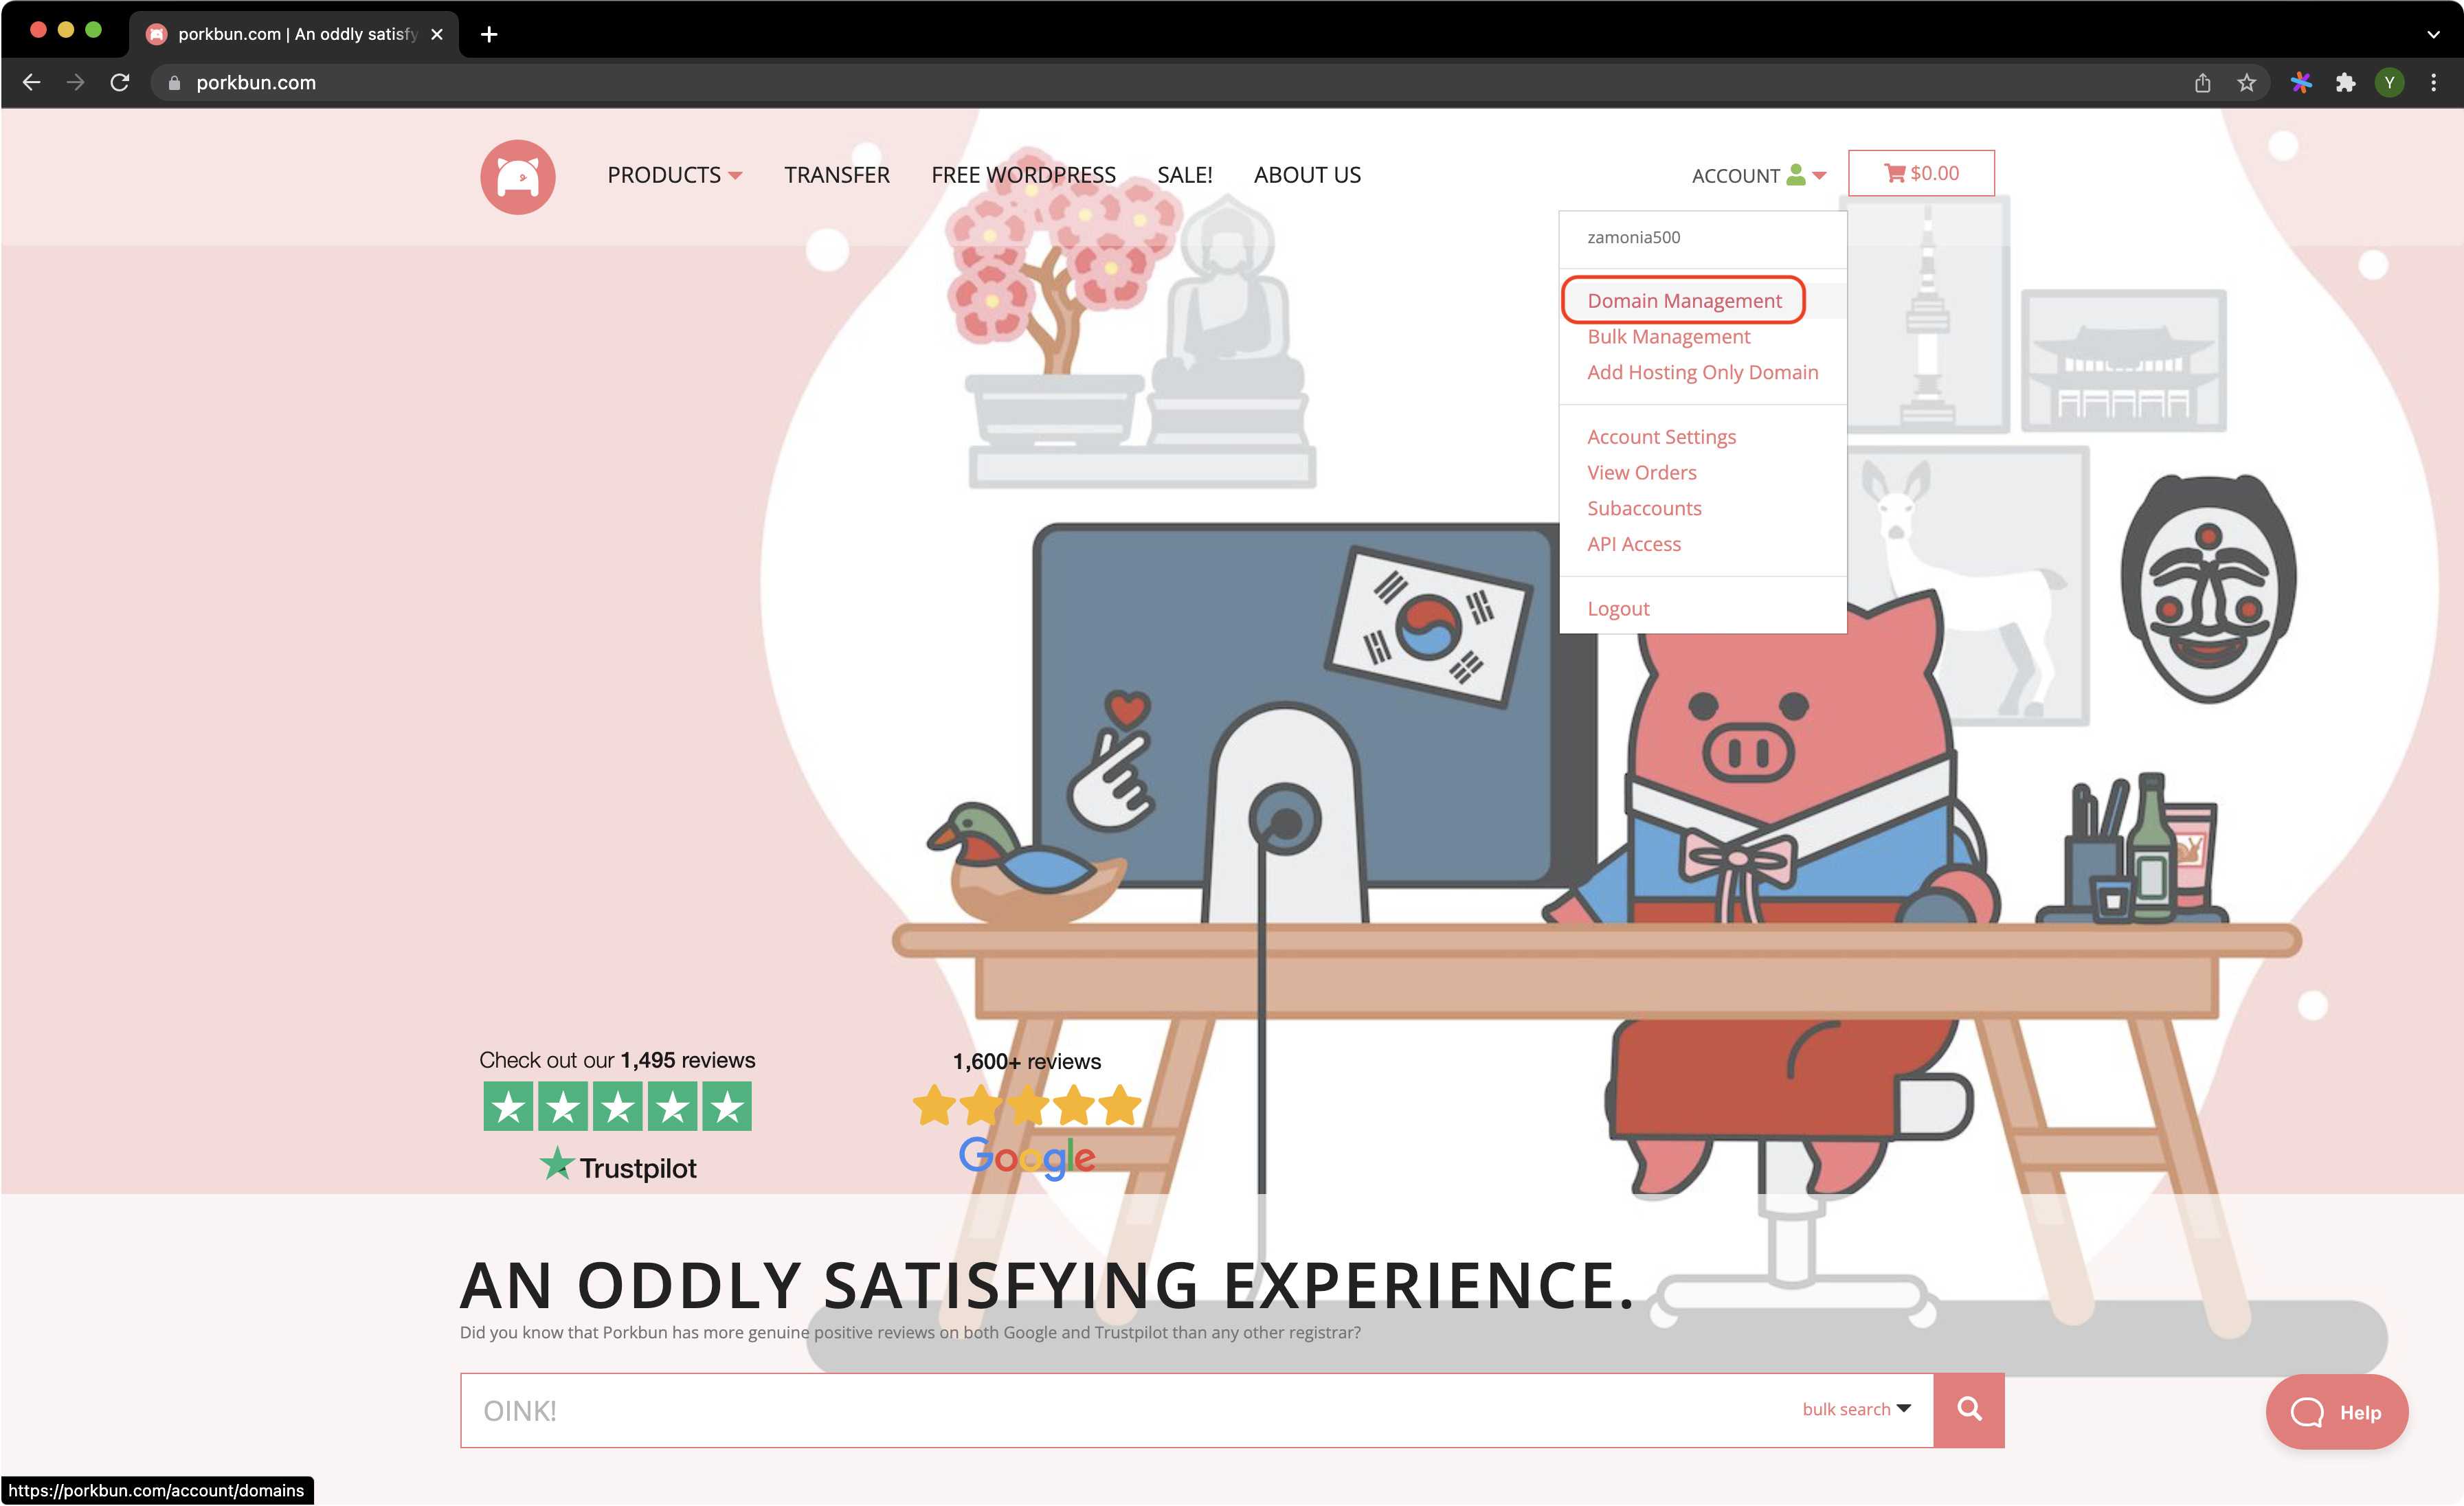 porkbun.com | An oddly satisfy
porkbun.com
Y
PRODUCTS
TRANSFER
FREE WORDPRESS
SALE!
ABOUT US
ACCOUNT
$0.00
zamonia500
Domain Management
Bulk Management
Add Hosting Only Domain
Account Settings
View Orders
Subaccounts
API Access
Logout
Check out our 1,495 reviews
Trustpilot
1,600+ reviews
Google
AN ODDLY SATISFYING EXPERIENCE.
Did you know that Porkbun has more genuine positive reviews on both Google and Trustpilot than any other registrar?
OINK!
bulk search
Help
https://porkbun.com/account/domains